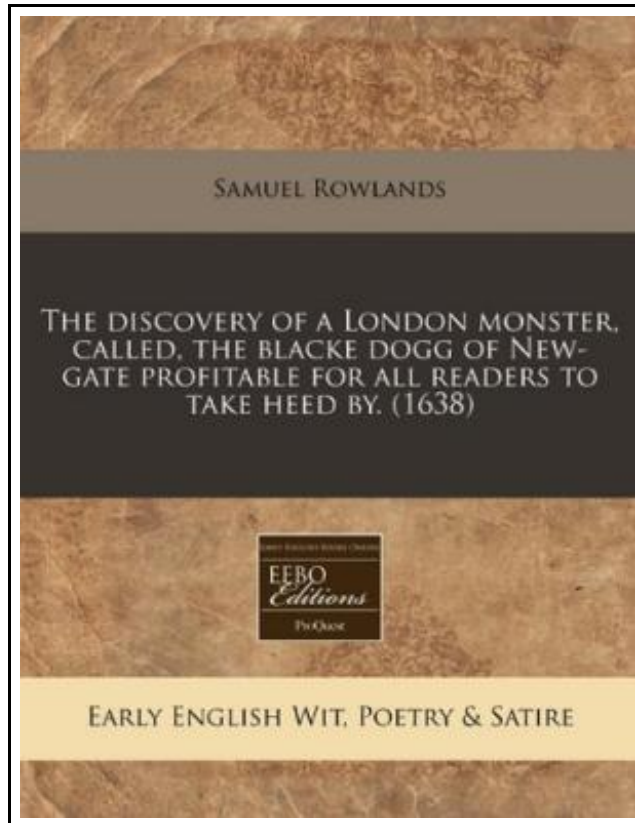 Samuel Rowlands
The discovery of a London monster,
called, the blacke dogg of New-
gate profitable for all readers to
take heed by. (1638)
EEBO
Editions
ProQuest
Early English Wit, Poetry & Satire